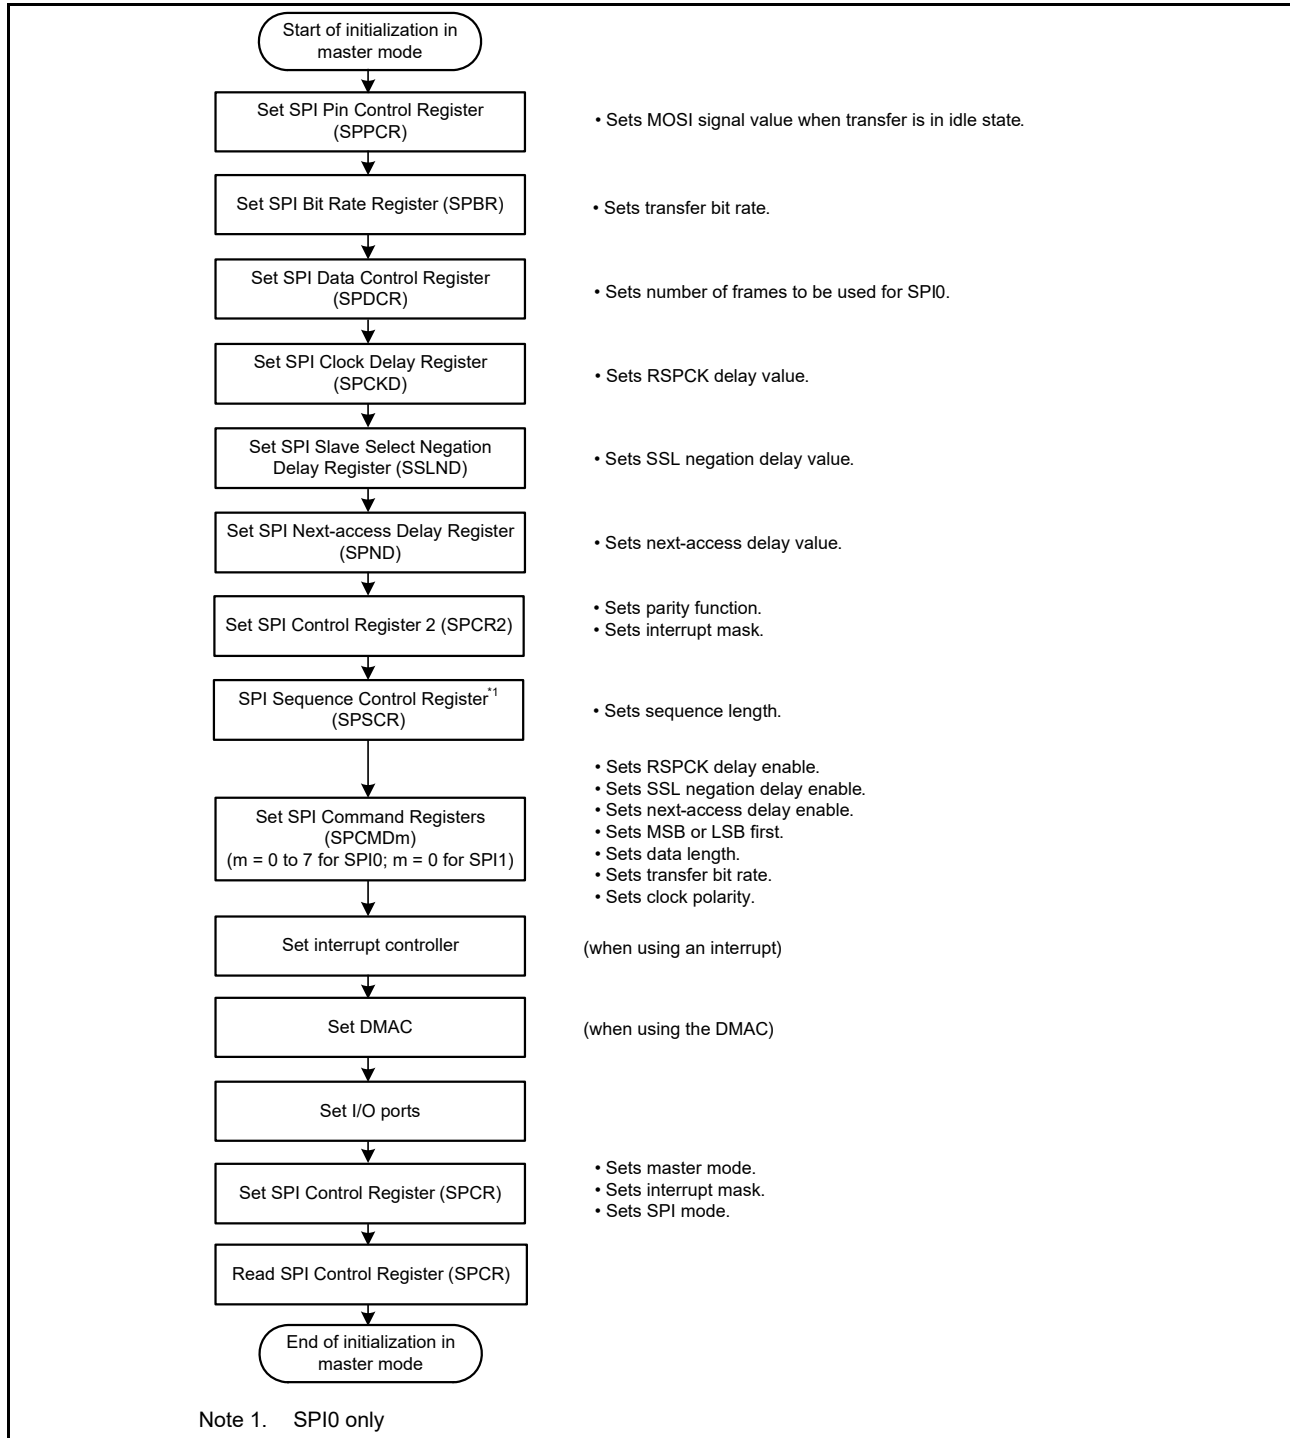 Start of initialization in
master mode
Set SPI Pin Control Register
(SPPCR)
• Sets MOSI signal value when transfer is in idle state.
Set SPI Bit Rate Register (SPBR)
• Sets transfer bit rate.
Set SPI Data Control Register
(SPDCR)
• Sets number of frames to be used for SPI0.
Set SPI Clock Delay Register
(SPCKD)
• Sets RSPCK delay value.
Set SPI Slave Select Negation
Delay Register (SSLND)
• Sets SSL negation delay value.
Set SPI Next-access Delay Register
(SPND)
• Sets next-access delay value.
Set SPI Control Register 2 (SPCR2)
• Sets parity function.
• Sets interrupt mask.
SPI Sequence Control Register*1
(SPSCR)
• Sets sequence length.
Set SPI Command Registers
(SPCMDm)
(m = 0 to 7 for SPI0; m = 0 for SPI1)
• Sets RSPCK delay enable.
• Sets SSL negation delay enable.
• Sets next-access delay enable.
• Sets MSB or LSB first.
• Sets data length.
• Sets transfer bit rate.
• Sets clock polarity.
Set interrupt controller
(when using an interrupt)
Set DMAC
(when using the DMAC)
Set I/O ports
Set SPI Control Register (SPCR)
• Sets master mode.
• Sets interrupt mask.
• Sets SPI mode.
Read SPI Control Register (SPCR)
End of initialization in
master mode
Note 1. SPI0 only